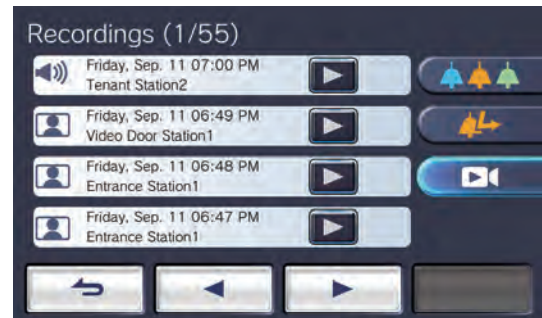 Recordings (1/55)
Friday, Sep. 11 07:00 PM
Tenant Station2
Friday, Sep. 11 06:49 PM
Video Door Station1
Friday, Sep. 11 06:48 PM
Entrance Station1
Friday, Sep. 11 06:47 PM
Entrance Station1